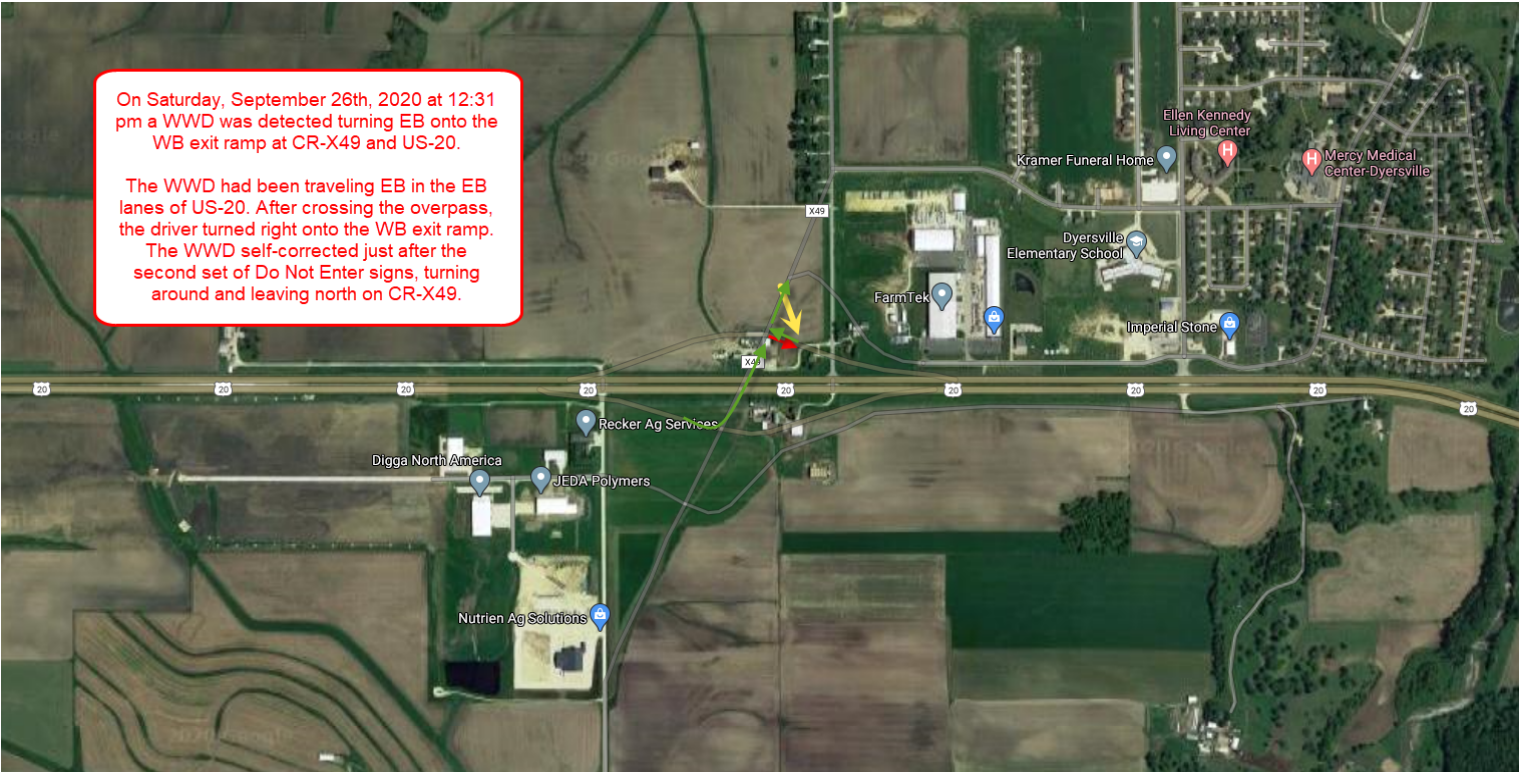 On Saturday, September 26th, 2020 at 12:31
pm a WWD was detected turning EB onto the
WB exit ramp at CR-X49 and US-20.
The WWD had been traveling EB in the EB
lanes of US-20. After crossing the overpass,
the driver turned right onto the WB exit ramp.
The WWD self-corrected just after the
second set of Do Not Enter signs, turning
around and leaving north on CR-X49.
Ellen Kennedy
Living Center
Kramer Funeral Home
H
H
Mercy Medical
Center-Dyersville
X49
Dyersville
Elementary School
FarmTek
Imperial Stone
X49
20
20
20
20
20
20
20
20
20
Recker Ag Services
Digga North America
JEDA Polymers
Nutrien Ag Solutions